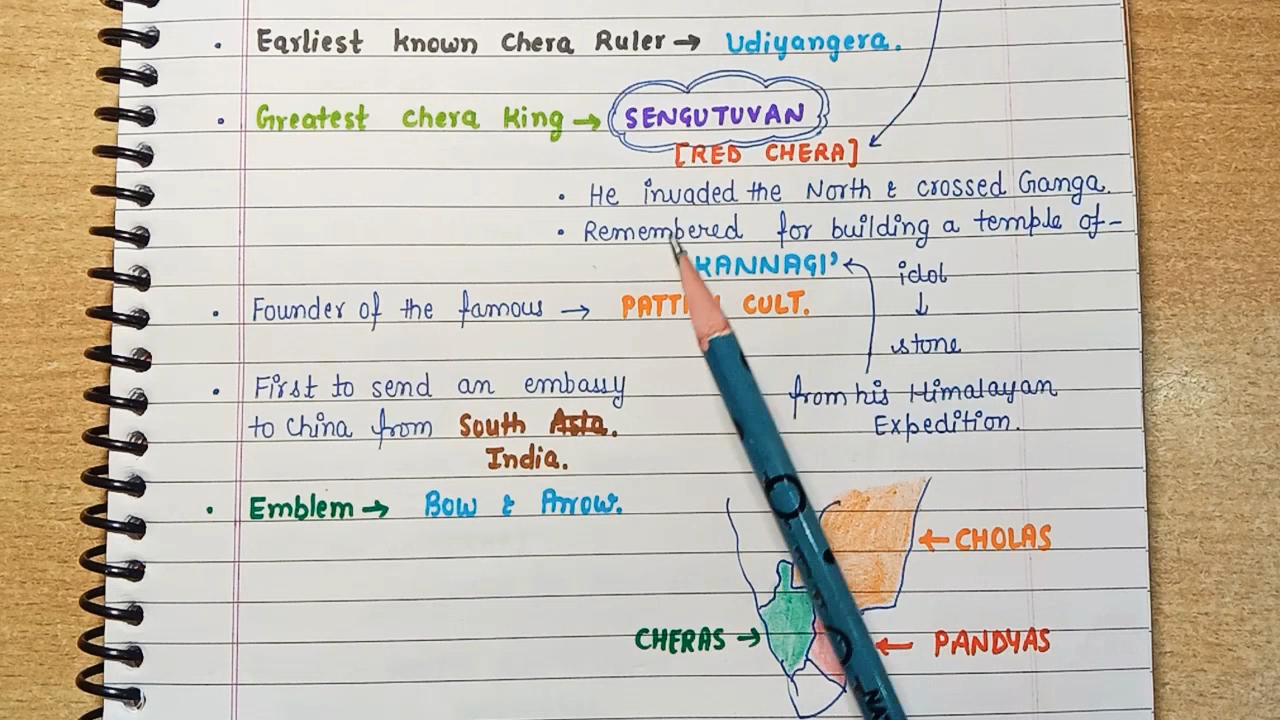 · Earliest known Chera Ruler → Udiyangera.
· Greatest chera King → SENGUTUVAN
[RED CHERA]
· He invaded the North & crossed Ganga.
· Remembered for building a temple of-
KANNAGI'
idol
↓
stone
from his Himalayan
Expedition.
· Founder of the famous → CULT.
· First to send an embassy
to China from South Asia.
India.
· Emblem → Bow & Arrow.
← CHOLAS
CHERAS →
← PANDYAS